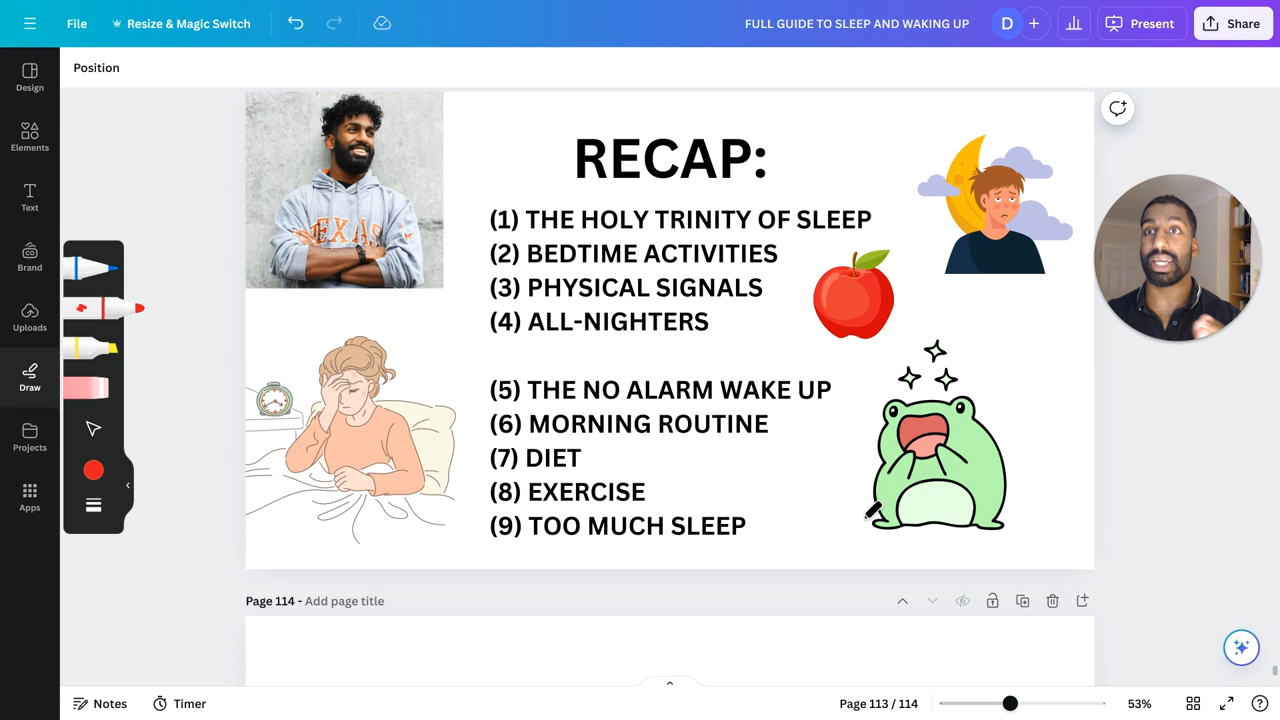 File
Resize & Magic Switch
FULL GUIDE TO SLEEP AND WAKING UP
D
Present
Share
Position
Design
Elements
Text
Brand
Uploads
Draw
Projects
Apps
TEXAS
RECAP:
(1) THE HOLY TRINITY OF SLEEP
(2) BEDTIME ACTIVITIES
(3) PHYSICAL SIGNALS
(4) ALL-NIGHTERS
(5) THE NO ALARM WAKE UP
(6) MORNING ROUTINE
(7) DIET
(8) EXERCISE
(9) TOO MUCH SLEEP
Page 114 - Add page title
Notes
Timer
Page 113 / 114
53%